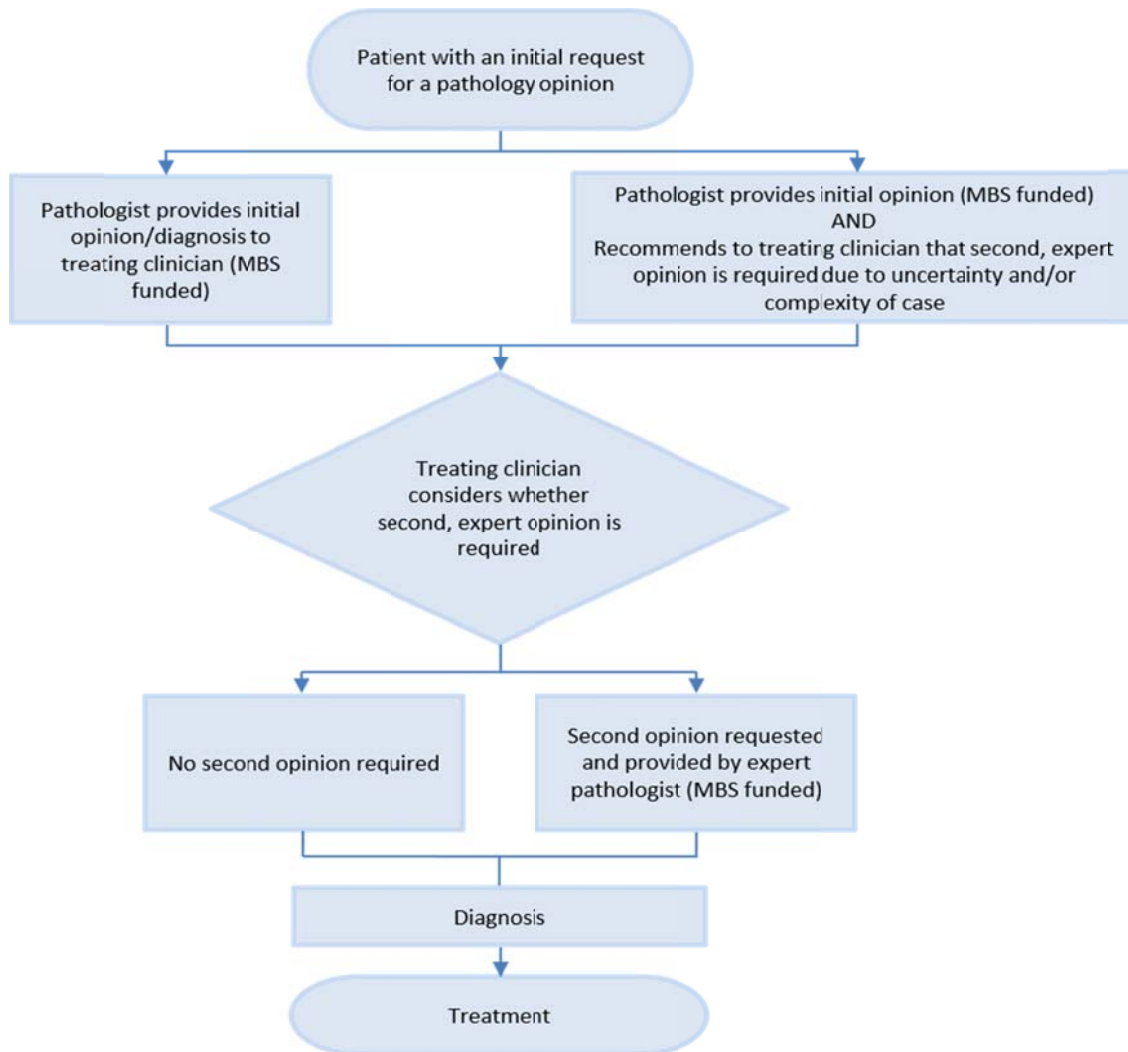 Patient with an initial request
for a pathology opinion
Pathologist provides initial
opinion/diagnosis to
treating clinician (MBS
funded)
Pathologist provides initial opinion (MBS funded)
AND
Recommends to treating clinician that second, expert
opinion is required due to uncertainty and/or
complexity of case
Treating clinician
considers whether
second, expert opinion is
required
No second opinion required
Second opinion requested
and provided by expert
pathologist (MBS funded)
Diagnosis
Treatment